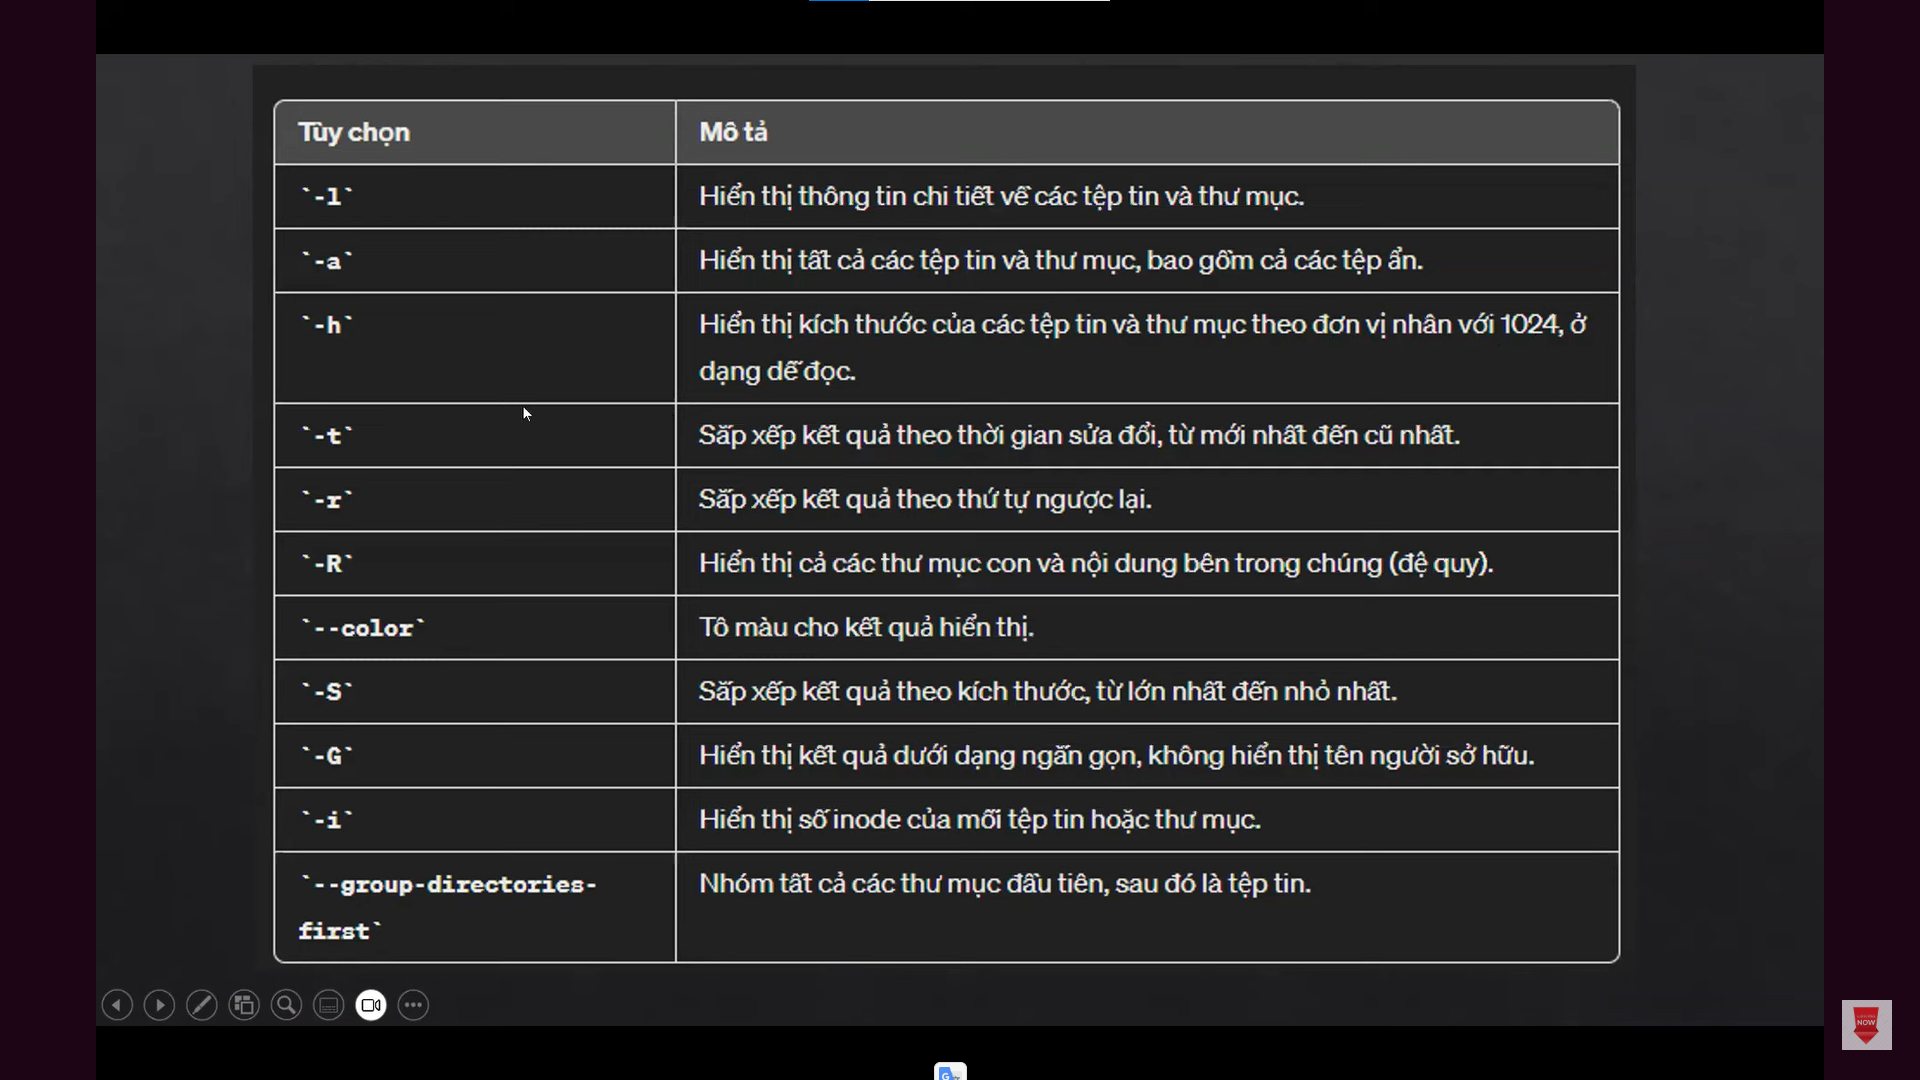 Tùy chọn
Mô tả
`-l`
Hiển thị thông tin chi tiết về các tệp tin và thư mục.
`-a`
Hiển thị tất cả các tệp tin và thư mục, bao gồm cả các tệp ẩn.
`-h`
Hiển thị kích thước của các tệp tin và thư mục theo đơn vị nhân với 1024, ở
dạng dễ đọc.
`-t`
Sắp xếp kết quả theo thời gian sửa đổi, từ mới nhất đến cũ nhất.
`-r`
Sắp xếp kết quả theo thứ tự ngược lại.
`-R`
Hiển thị cả các thư mục con và nội dung bên trong chúng (đệ quy).
`--color`
Tô màu cho kết quả hiển thị.
`-S`
Sắp xếp kết quả theo kích thước, từ lớn nhất đến nhỏ nhất.
`-G`
Hiển thị kết quả dưới dạng ngắn gọn, không hiển thị tên người sở hữu.
`-i`
Hiển thị số inode của mỗi tệp tin hoặc thư mục.
`--group-directories-
first`
Nhóm tất cả các thư mục đầu tiên, sau đó là tệp tin.
NOW